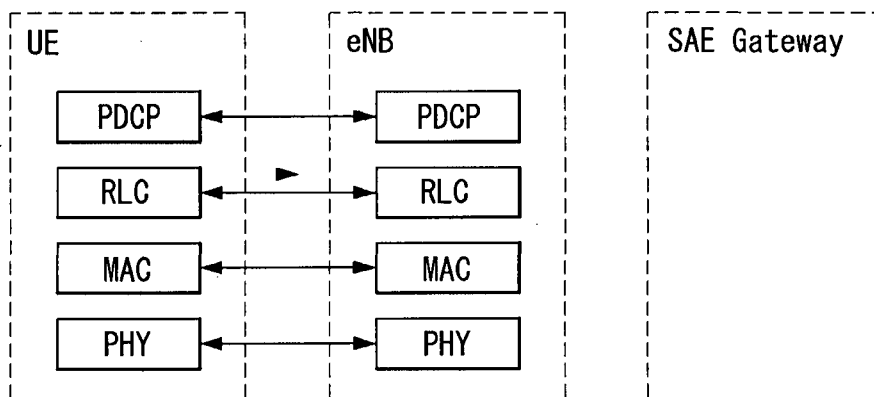 UE
eNB
SAE Gateway
PDCP
PDCP
RLC
RLC
MAC
MAC
PHY
PHY